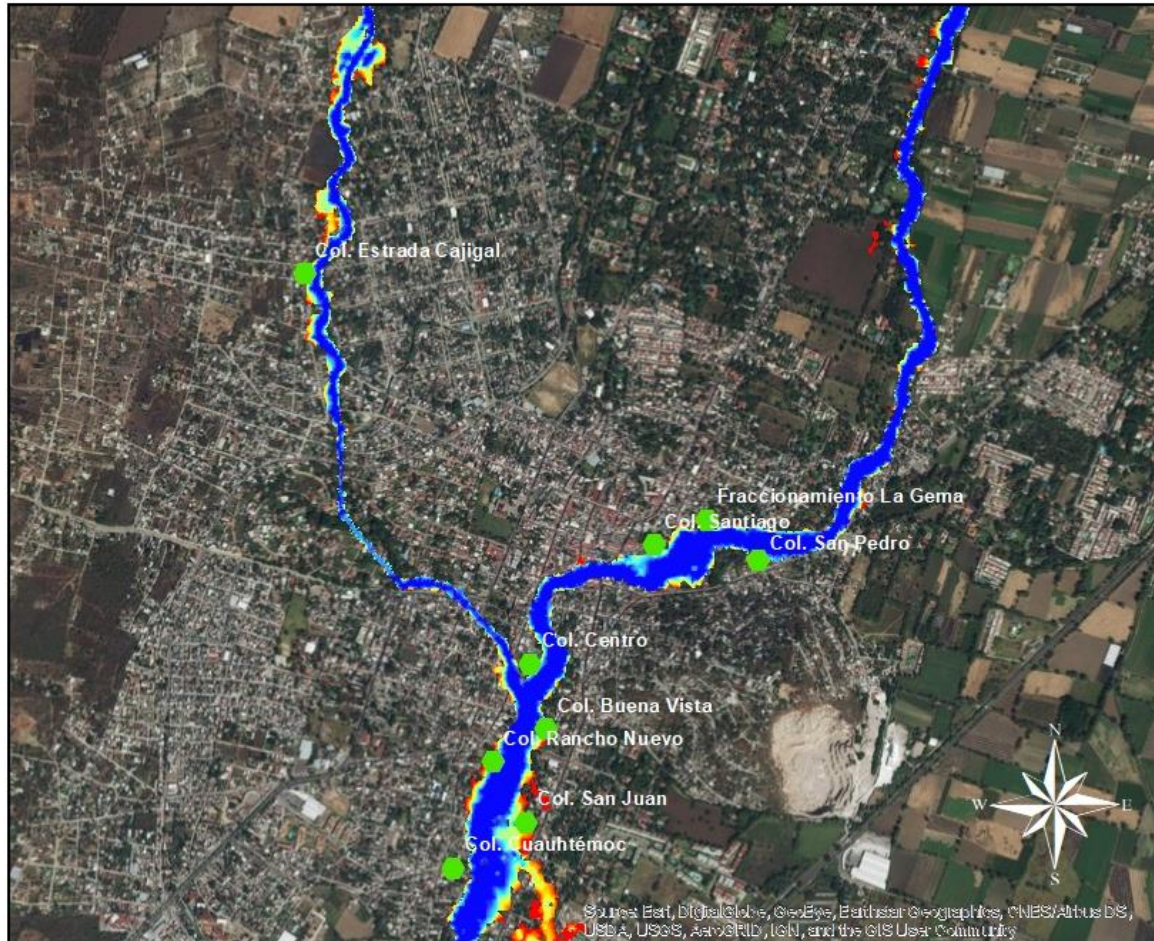 Col. Estrada Cajigal
Fraccionamiento La Gema
Col. Santiago
Col. San Pedro
Col. Centro
Col. Buena Vista
Col. Rancho Nuevo
Col. San Juan
Col. Cuauhtémoc
N
W E
S
Source: Esri, DigitalGlobe, GeoEye, Earthstar Geographics, CNES/Airbus DS,
USDA, USGS, AeroGRID, IGN, and the GIS User Community